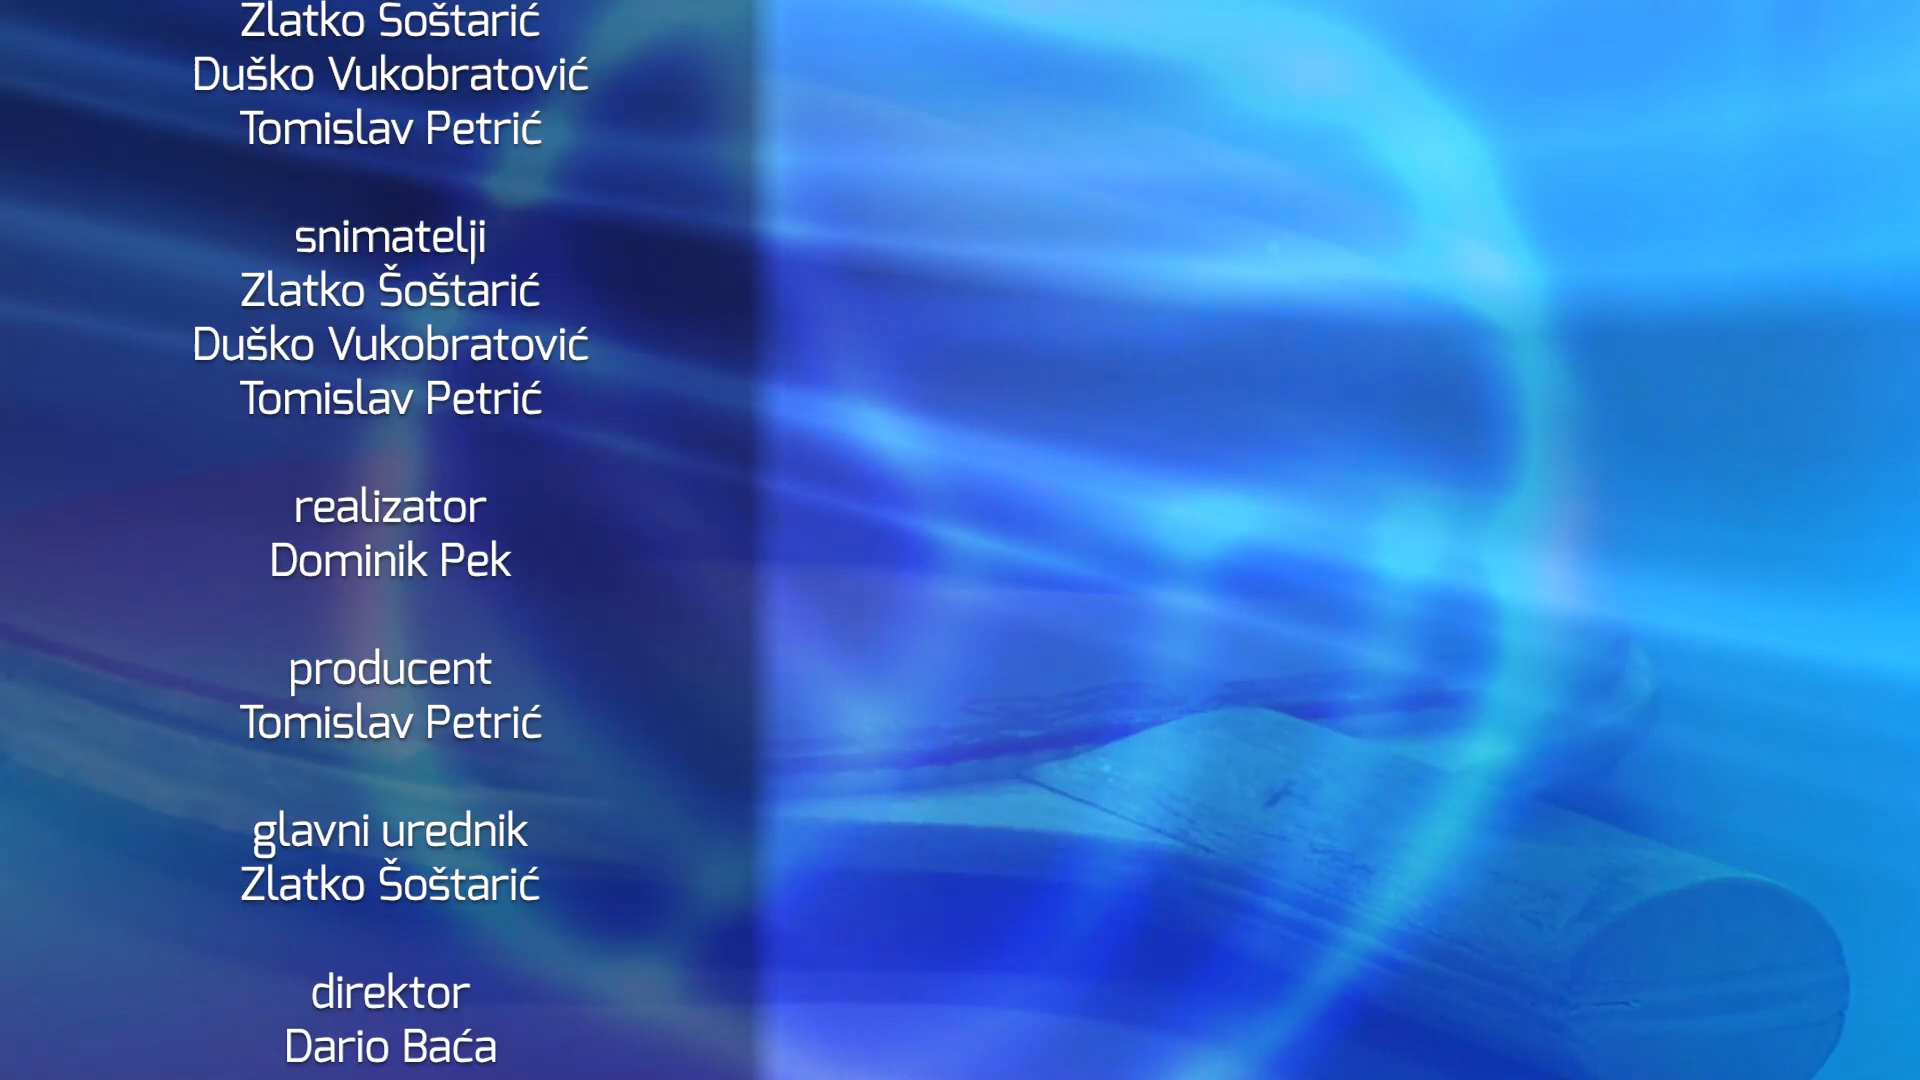 Zlatko Šoštarić
Duško Vukobratović
Tomislav Petrić
snimatelji
Zlatko Šoštarić
Duško Vukobratović
Tomislav Petrić
realizator
Dominik Pek
producent
Tomislav Petrić
glavni urednik
Zlatko Šoštarić
direktor
Dario Baća